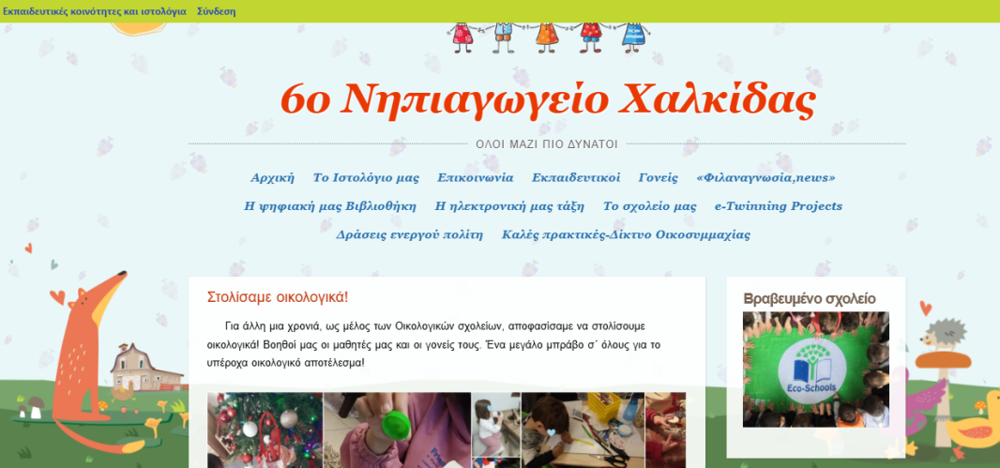 Εκπαιδευτικές κοινότητες και ιστολόγια Σύνδεση
6ο Νηπιαγωγείο Χαλκίδας
ΟΛΟΙ ΜΑΖΙ ΠΙΟ ΔΥΝΑΤΟΙ
Αρχική Το Ιστολόγιο μας Επικοινωνία Εκπαιδευτικοί Γονείς «Φιλαναγνωσία,news»
Η ψηφιακή μας Βιβλιοθήκη Η ηλεκτρονική μας τάξη Το σχολείο μας e-Twinning Projects
Δράσεις ενεργού πολίτη Καλές πρακτικές-Δίκτυο Οικοσυμμαχίας
Στολίσαμε οικολογικά!
Για άλλη μια χρονιά, ως μέλος των Οικολογικών σχολείων, αποφασίσαμε να στολίσουμε
οικολογικά! Βοηθοί μας οι μαθητές μας και οι γονείς τους. Ένα μεγάλο μπράβο σ΄ όλους για το
υπέροχα οικολογικό αποτέλεσμα!
Βραβευμένο σχολείο
Eco-Schools